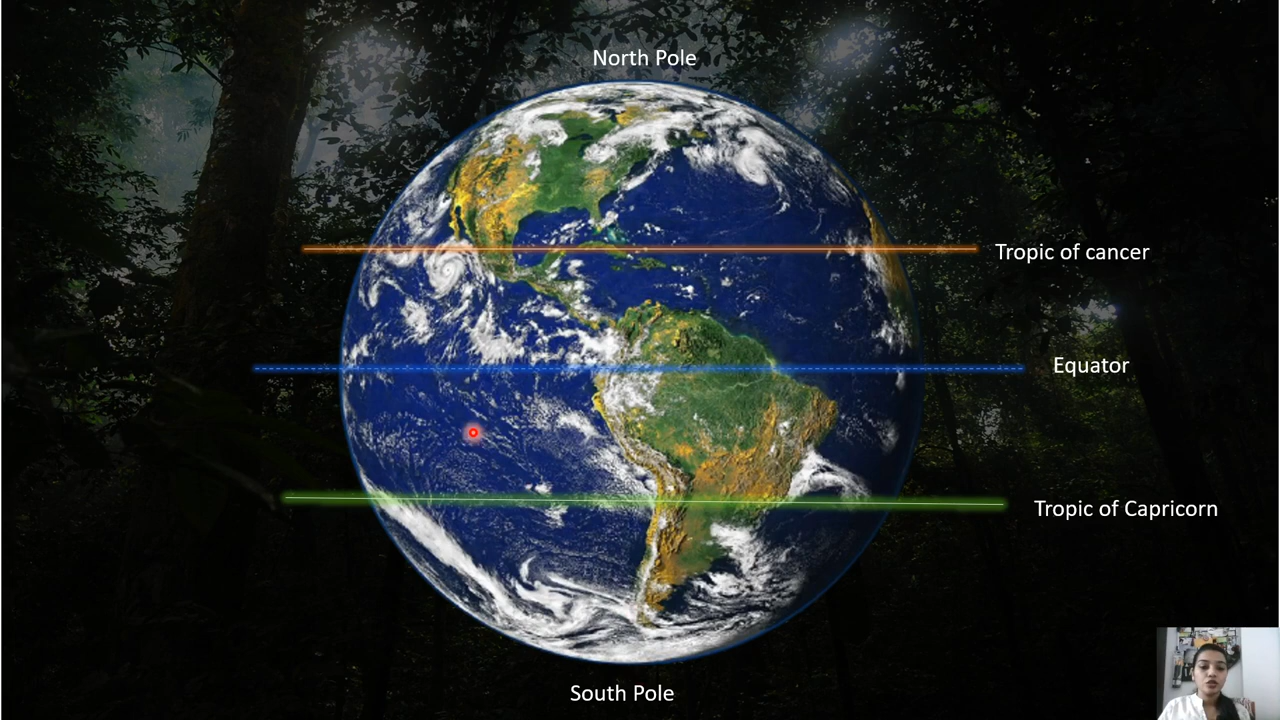 North Pole
Tropic of cancer
Equator
Tropic of Capricorn
South Pole